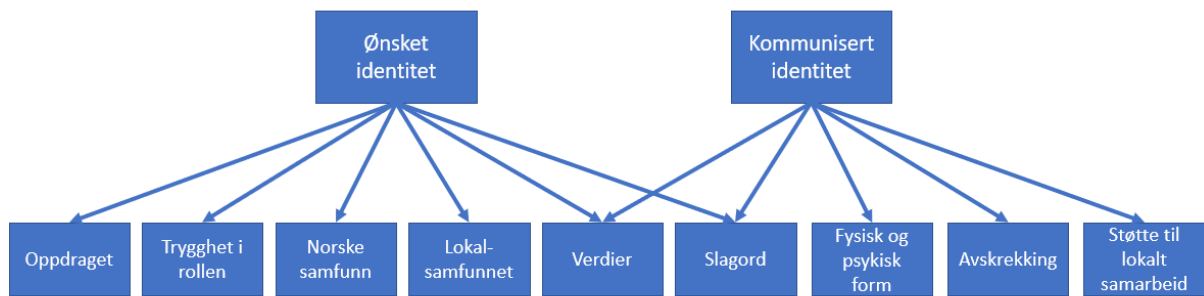 Ønsket
identitet
Kommunisert
identitet
Oppdraget
Trygghet i
rollen
Norske
samfunn
Lokal-
samfunnet
Verdier
Slagord
Fysisk og
psykisk
form
Avskrekking
Støtte til
lokalt
samarbeid